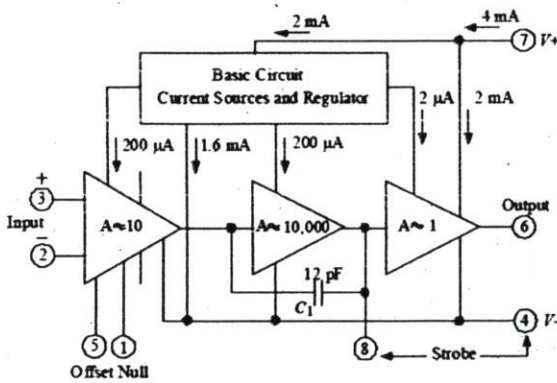 2 mA
4 mA
7 V+
Basic Circuit
Current Sources and Regulator
200 µA
1.6 mA
200 µA
2 µA
2 mA
+
3
Input
−
2
A≈10
A≈10,000
A≈1
Output
6
12 pF
C1
5
1
8
4 V-
Strobe
Offset Null